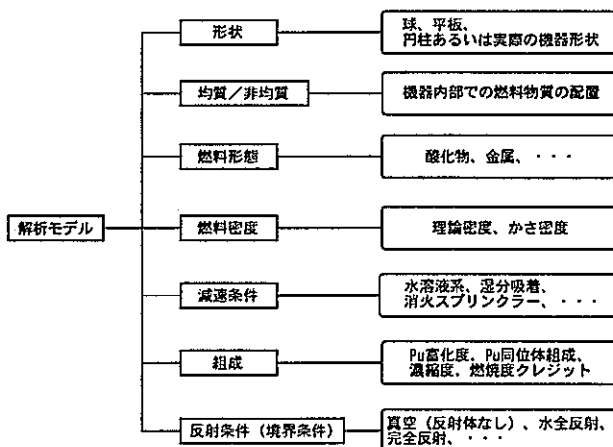 形状
球、平板、
円柱あるいは実際の機器形状
均質／非均質
機器内部での燃料物質の配置
燃料形態
酸化物、金属、・・・
解析モデル
燃料密度
理論密度、かさ密度
減速条件
水溶液系、湿分吸着、
消火スプリンクラー、・・・
組成
Pu富化度、Pu同位体組成、
濃縮度、燃焼度クレジット
反射条件（境界条件）
真空（反射体なし）、水全反射、
完全反射、・・・